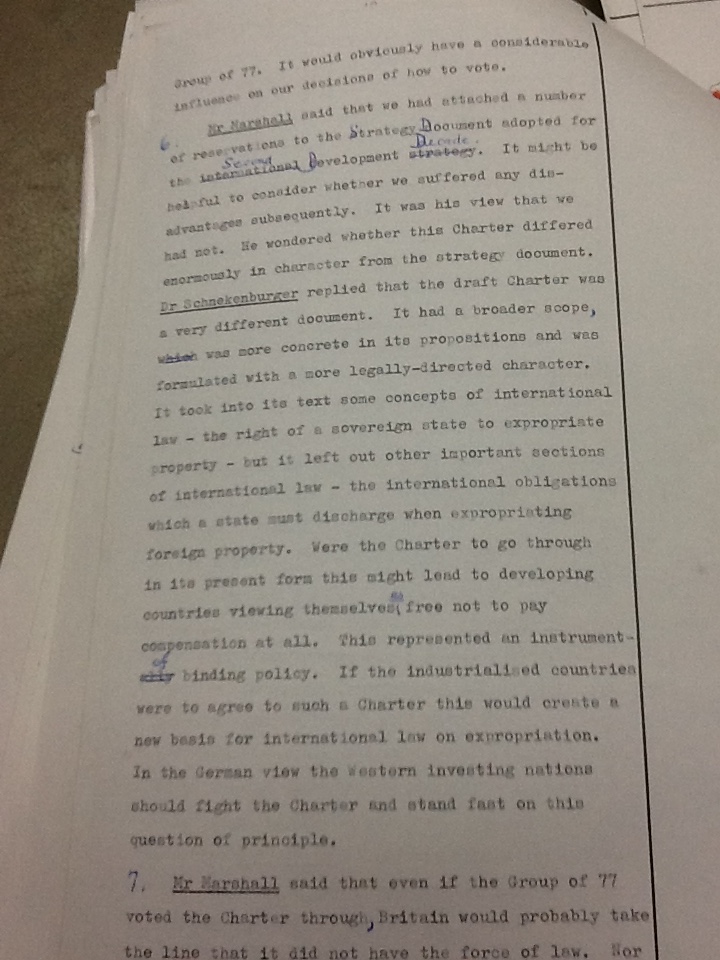 Group of 77. It would obviously have a considerable
influence on our decisions of how to vote.
6. Mr Marshall said that we had attached a number
of reservations to the Strategy Document adopted for
Second Decade.
the international Development strategy. It might be
helpful to consider whether we suffered any dis-
advantages subsequently. It was his view that we
had not. He wondered whether this Charter differed
enormously in character from the strategy document.
Dr Schnekenburger replied that the draft Charter was
a very different document. It had a broader scope,
which was more concrete in its propositions and was
formulated with a more legally-directed character.
It took into its text some concepts of international
law - the right of a sovereign state to expropriate
property - but it left out other important sections
of international law - the international obligations
which a state must discharge when expropriating
foreign property. Were the Charter to go through
in its present form this might lead to developing
as
countries viewing themselves free not to pay
compensation at all. This represented an instrument-
of
binding policy. If the industrialised countries
were to agree to such a Charter this would create a
new basis for international law on expropriation.
In the German view the Western investing nations
should fight the Charter and stand fast on this
question of principle.
7. Mr Marshall said that even if the Group of 77
voted the Charter through, Britain would probably take
the line that it did not have the force of law. Nor